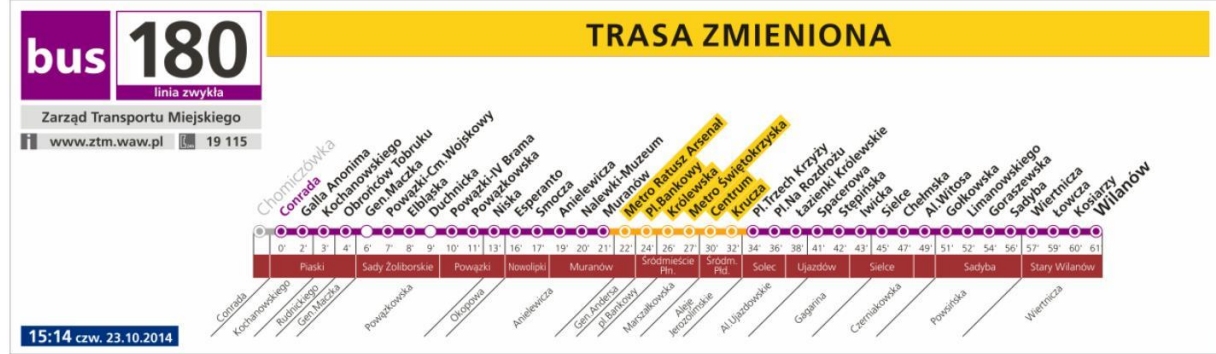 bus
180
linia zwykła
Zarząd Transportu Miejskiego
www.ztm.waw.pl
19 115
TRASA ZMIENIONA
Chomiczówka
Conrada
Galla Anonima
Kochanowskiego
Obrońców Tobruku
Gen.Maczka
Powązki-Cm.Wojskowy
Elbląska
Duchnicka
Powązki-IV Brama
Powązkowska
Niska
Esperanto
Smocza
Anielewicza
Nalewki-Muzeum
Muranów
Metro Ratusz Arsenał
Pl.Bankowy
Królewska
Metro Świętokrzyska
Centrum
Krucza
Pl.Trzech Krzyży
Pl.Na Rozdrożu
Łazienki Królewskie
Spacerowa
Stępińska
Iwicka
Sielce
Chełmska
Al.Witosa
Gołkowska
Limanowskiego
Goraszewska
Sadyba
Wiertnicza
Łowcza
Kosiarzy
Wilanów
0' 2' 3' 4' 6' 7' 8' 9' 10' 11' 13' 16' 17' 19' 20' 21' 22' 24' 26' 27' 30' 32' 34' 36' 38' 41' 42' 43' 45' 47' 49' 51' 52' 54' 56' 57' 59' 60' 61
Piaski
Sady Żoliborskie
Powązki
Nowolipki
Muranów
Śródmieście
Płn.
Śródm.
Płd.
Solec
Ujazdów
Sielce
Sadyba
Stary Wilanów
Conrada
Kochanowskiego
Rudnickiego
Gen.Maczka
Powązkowska
Okopowa
Anielewicza
Gen.Andersa
pl.Bankowy
Marszałkowska
Aleje
Jerozolimskie
Al.Ujazdowskie
Gagarina
Czerniakowska
Powsińska
Wiertnicza
15:14 czw. 23.10.2014